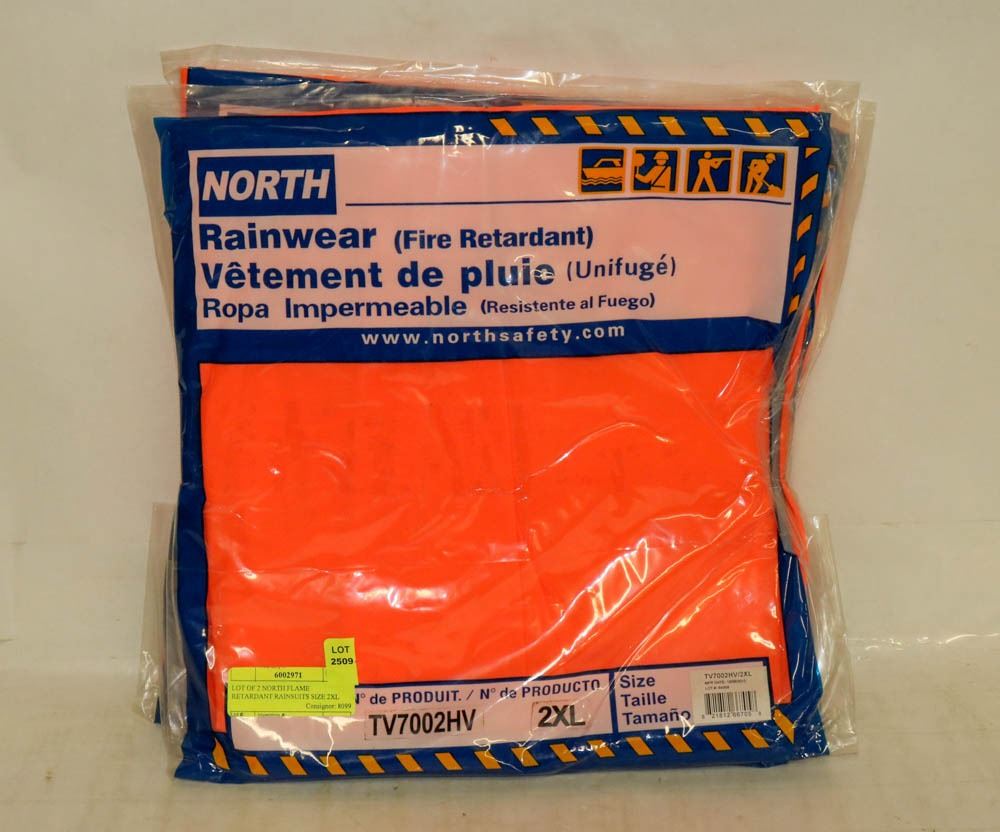 NORTH
Rainwear (Fire Retardant)
Vêtement de pluie (Unifugé)
Ropa Impermeable (Resistente al Fuego)
www.northsafety.com
LOT
2509
6002971
LOT OF 2 NORTH FLAME
RETARDANT RAINSUITS SIZE 2XL
Consignor: 8099
N° de PRODUIT. / N° de PRODUCTO
TV7002HV
2XL
Size
Taille
Tamaño
TV7002HV/2XL